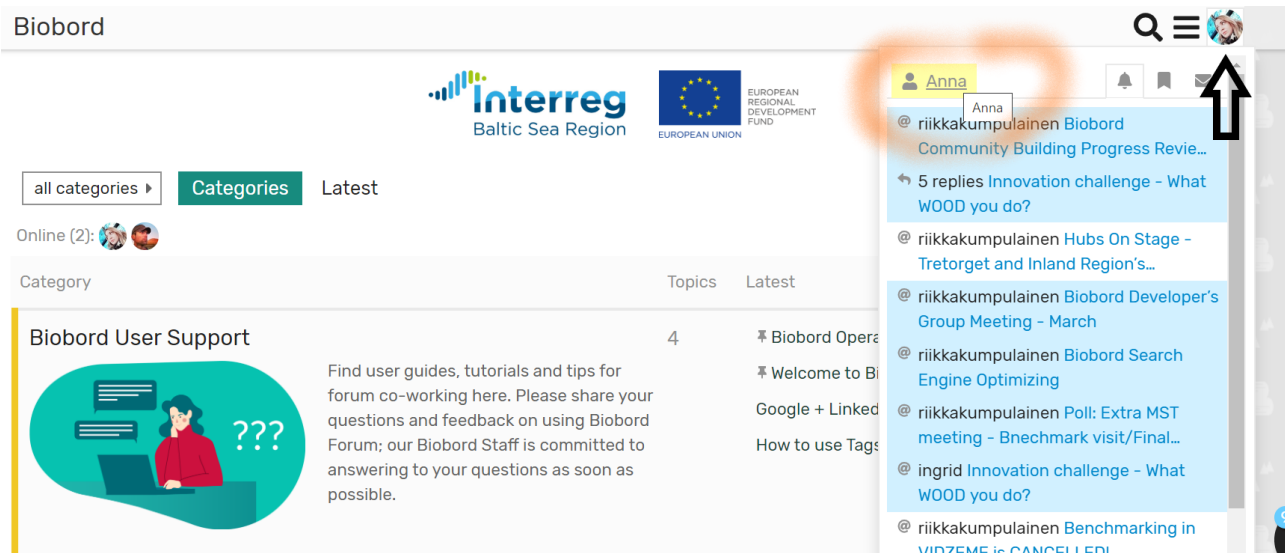 Biobord
Interreg
Baltic Sea Region
EUROPEAN UNION
EUROPEAN
REGIONAL
DEVELOPMENT
FUND
all categories
Categories
Latest
Online (2):
Category
Topics
Latest
Biobord User Support
???
Find user guides, tutorials and tips for
forum co-working here. Please share your
questions and feedback on using Biobord
Forum; our Biobord Staff is committed to
answering to your questions as soon as
possible.
4
Biobord Opera
Welcome to Bi
Google + Linked
How to use Tags
Anna
Anna
@ riikkakumpulainen Biobord
Community Building Progress Revie…
5 replies Innovation challenge - What
WOOD you do?
@ riikkakumpulainen Hubs On Stage -
Tretorget and Inland Region’s…
@ riikkakumpulainen Biobord Developer’s
Group Meeting - March
@ riikkakumpulainen Biobord Search
Engine Optimizing
@ riikkakumpulainen Poll: Extra MST
meeting - Bnechmark visit/Final…
@ ingrid Innovation challenge - What
WOOD you do?
@ riikkakumpulainen Benchmarking in
VIDZEME is CANCELLED!